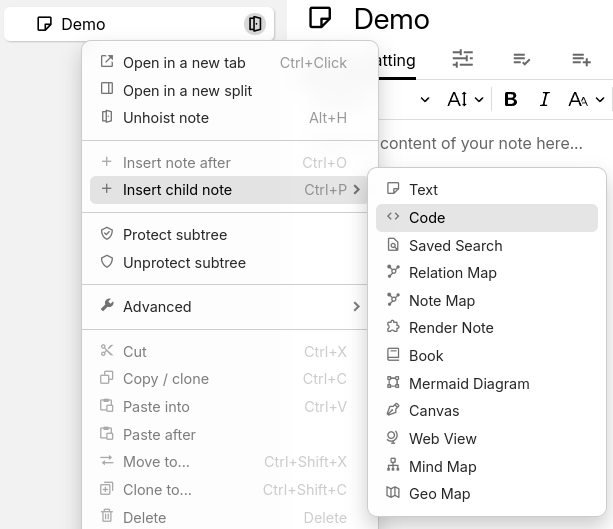 Demo
Demo
Open in a new tab Ctrl+Click
Open in a new split
Unhoist note Alt+H
Insert note after Ctrl+O
Insert child note Ctrl+P
Protect subtree
Unprotect subtree
Advanced
Cut Ctrl+X
Copy / clone Ctrl+C
Paste into Ctrl+V
Paste after
Move to... Ctrl+Shift+X
Clone to... Ctrl+Shift+C
Delete Delete
atting
A B I AA
content of your note here...
Text
Code
Saved Search
Relation Map
Note Map
Render Note
Book
Mermaid Diagram
Canvas
Web View
Mind Map
Geo Map